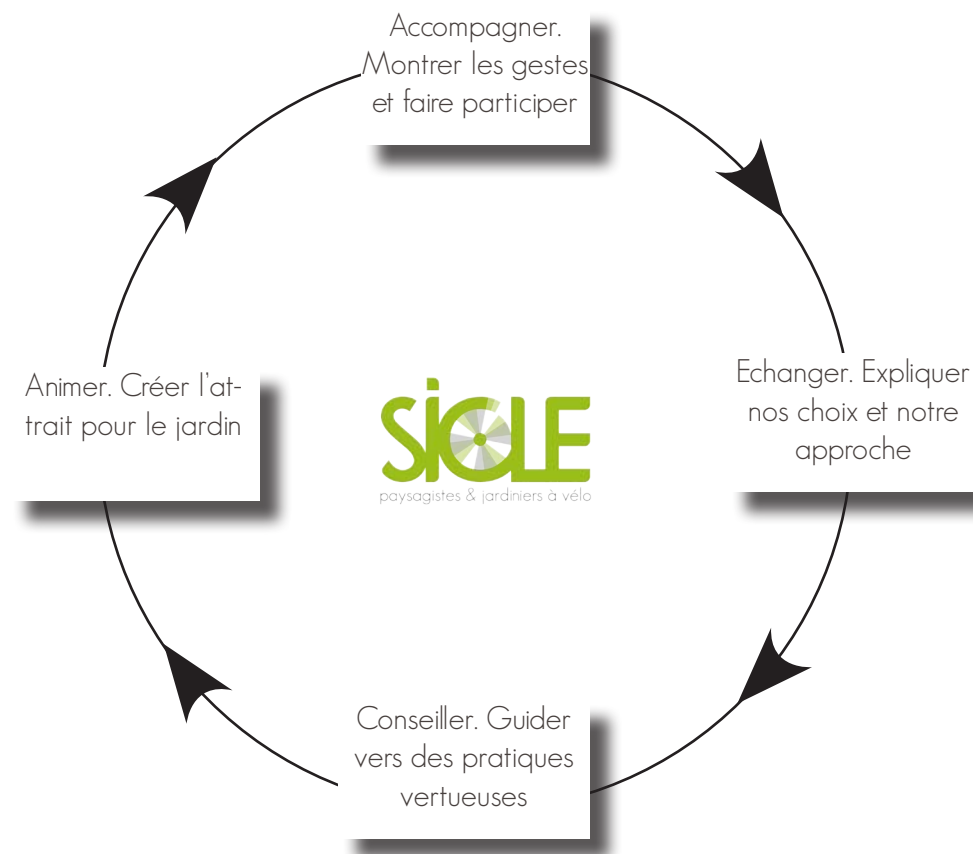 Accompagner.
Montrer les gestes
et faire participer
Echanger. Expliquer
nos choix et notre
approche
Conseiller. Guider
vers des pratiques
vertueuses
Animer. Créer l'at-
trait pour le jardin
SiCLE
paysagistes & jardiniers à vélo